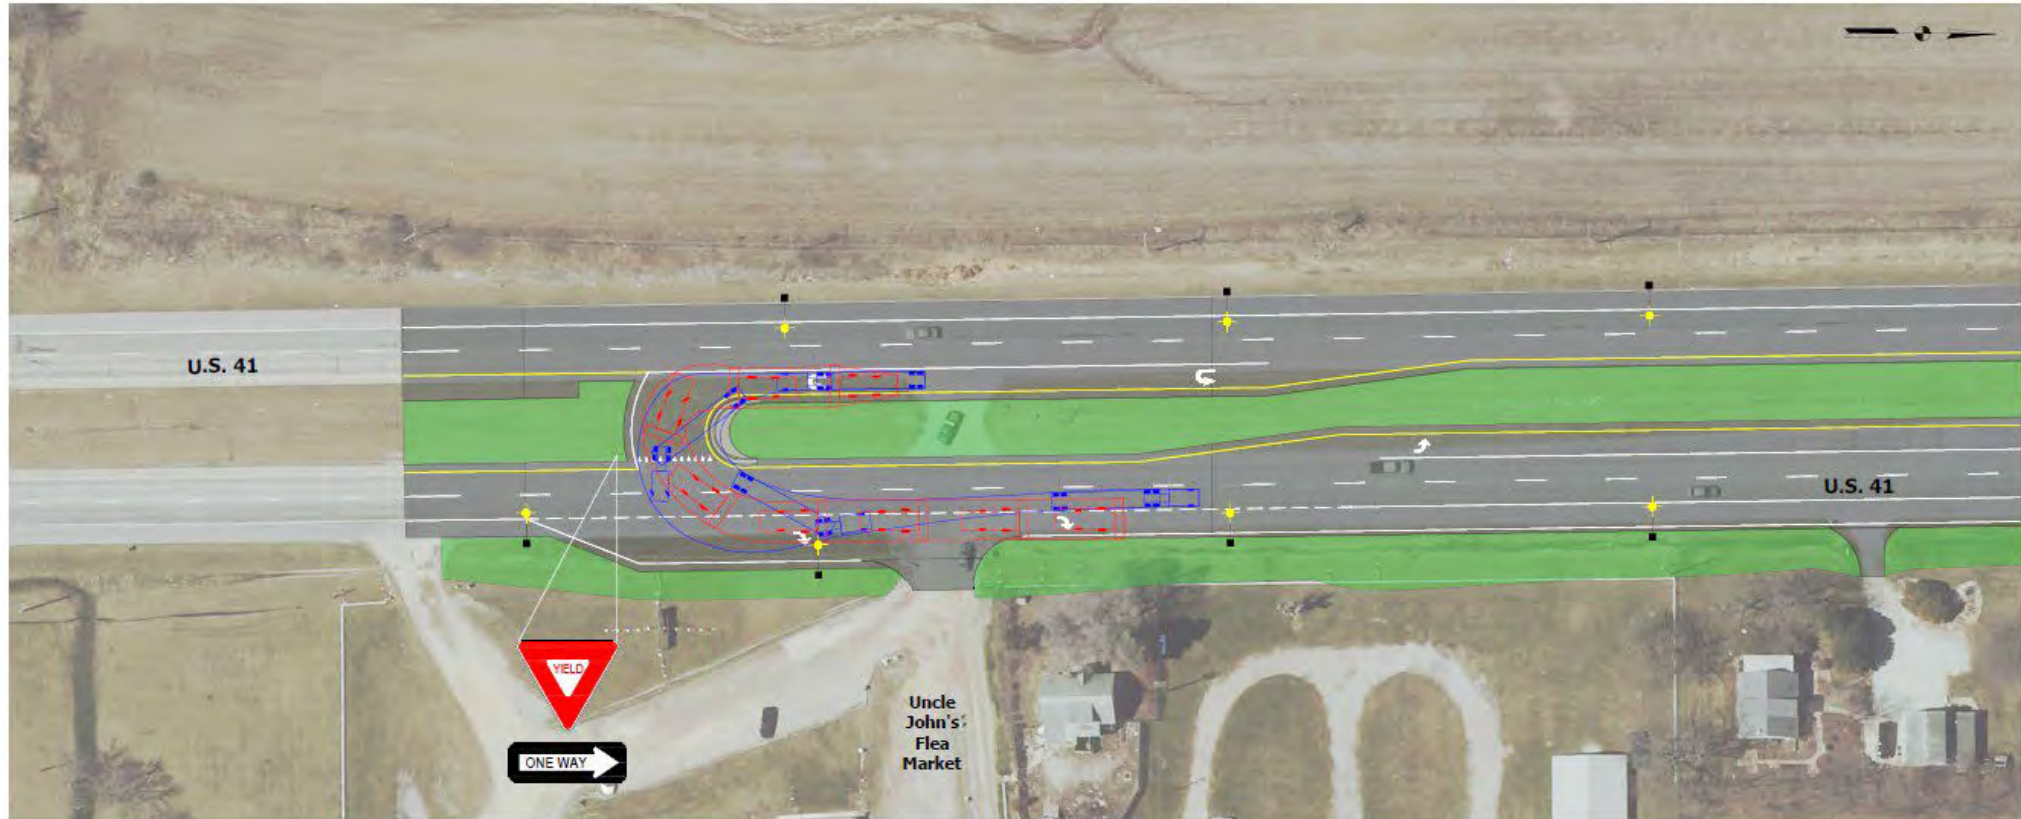 U.S. 41
U.S. 41
YIELD
Uncle
John's
Flea
Market
ONE WAY